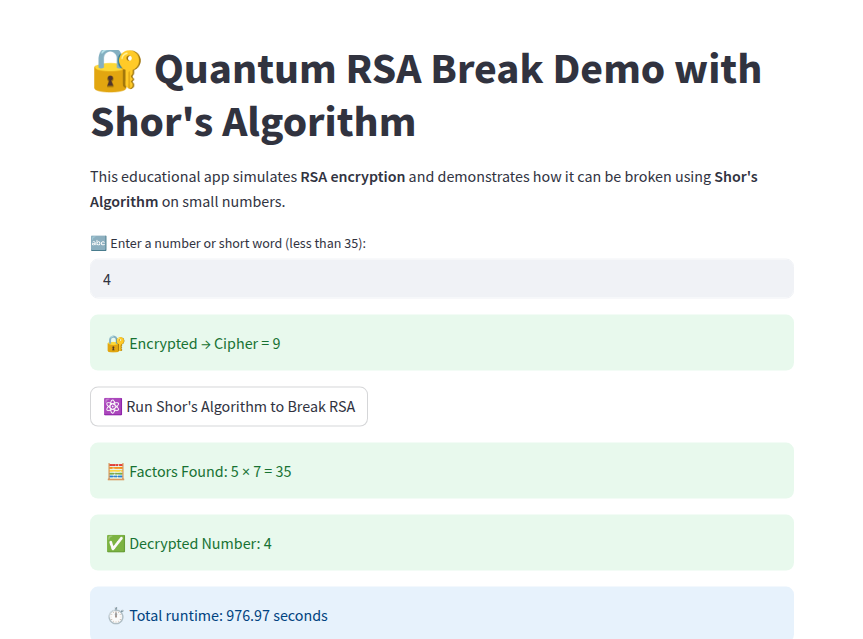 🔐 Quantum RSA Break Demo with
Shor's Algorithm
This educational app simulates RSA encryption and demonstrates how it can be broken using Shor's
Algorithm on small numbers.
🔤 Enter a number or short word (less than 35):
4
🔐 Encrypted → Cipher = 9
⚛️ Run Shor's Algorithm to Break RSA
🧮 Factors Found: 5 × 7 = 35
✅ Decrypted Number: 4
⏱️ Total runtime: 976.97 seconds